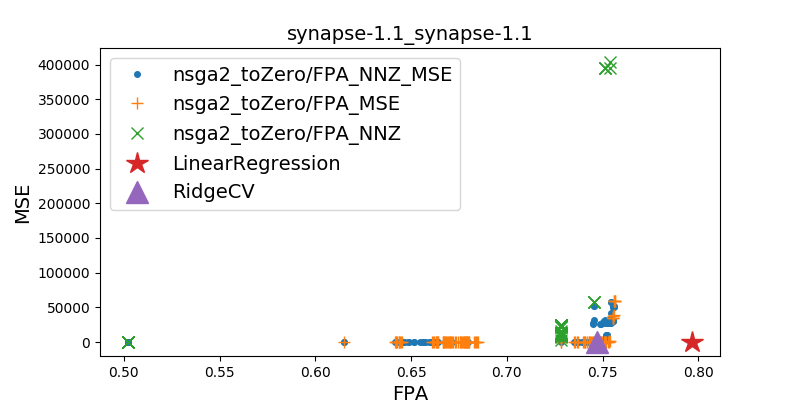 synapse-1.1_synapse-1.1
400000
350000
300000
250000
200000
150000
100000
50000
0
MSE
nsga2_toZero/FPA_NNZ_MSE
nsga2_toZero/FPA_MSE
nsga2_toZero/FPA_NNZ
LinearRegression
RidgeCV
0.50 0.55 0.60 0.65 0.70 0.75 0.80
FPA